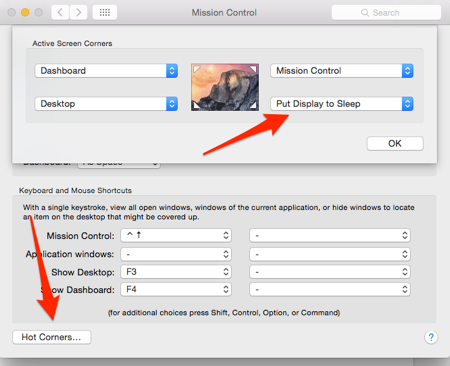 Mission Control
Search
Active Screen Corners
Dashboard
Mission Control
Desktop
Put Display to Sleep
OK
Dashboard: As Space
Keyboard and Mouse Shortcuts
With a single keystroke, view all open windows, windows of the current application, or hide windows to locate
an item on the desktop that might be covered up.
Mission Control: ^↑ -
Application windows: - -
Show Desktop: F3 -
Show Dashboard: F4 -
(for additional choices press Shift, Control, Option, or Command)
Hot Corners... ?